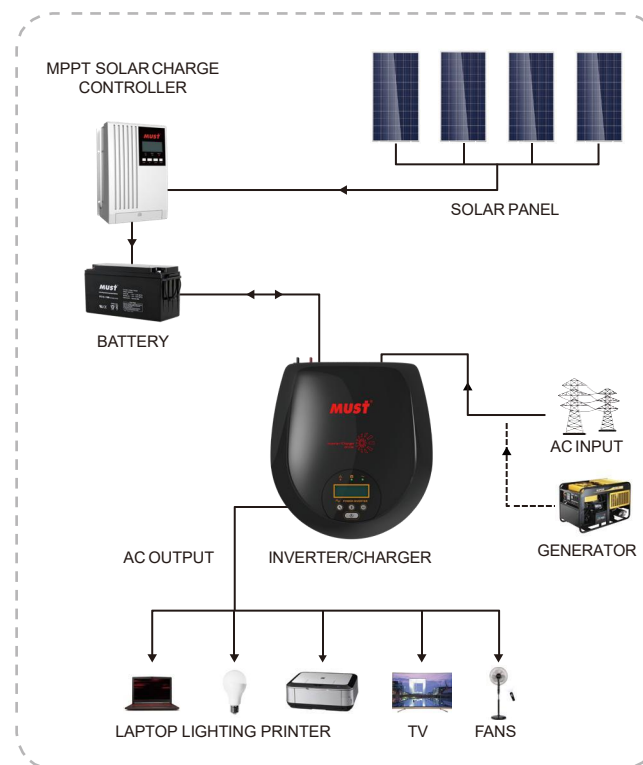 MPPT SOLAR CHARGE
CONTROLLER
MUST
SOLAR PANEL
MUST
BATTERY
MUST
AC INPUT
GENERATOR
AC OUTPUT
INVERTER/CHARGER
LAPTOP LIGHTING PRINTER
TV
FANS